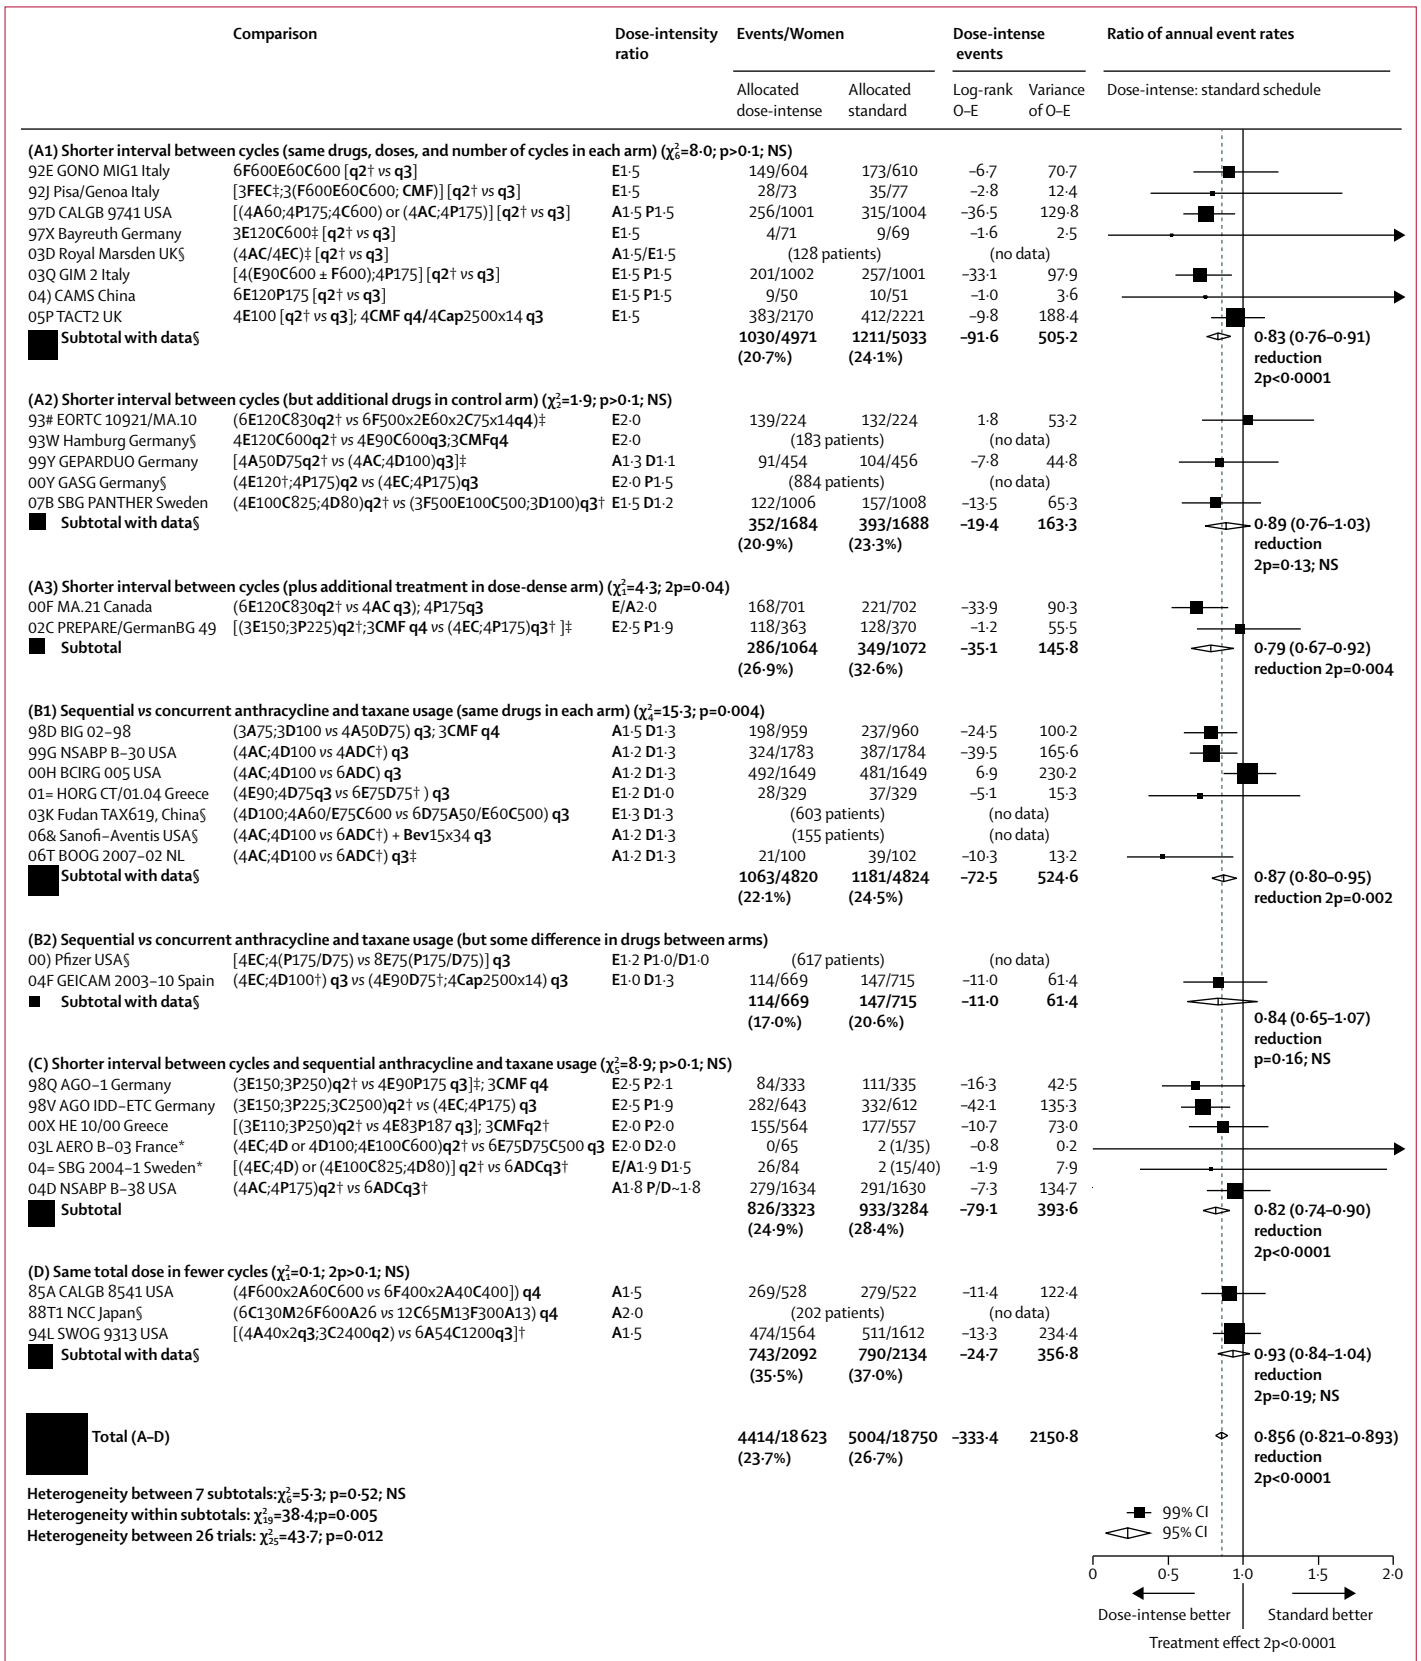 Comparison Dose-intensity ratio Events/Women Dose-intense events Ratio of annual event rates
Allocated dose-intense Allocated standard Log-rank O–E Variance of O–E Dose-intense: standard schedule
(A1) Shorter interval between cycles (same drugs, doses, and number of cycles in each arm) (χ²₆=8·0; p>0·1; NS)
92E GONO MIG1 Italy 6F600E60C600 [q2† vs q3] E1·5 149/604 173/610 –6·7 70·7
92J Pisa/Genoa Italy [3FEC‡;3(F600E60C600; CMF)] [q2† vs q3] E1·5 28/73 35/77 –2·8 12·4
97D CALGB 9741 USA [(4A60;4P175;4C600) or (4AC;4P175)] [q2† vs q3] A1·5 P1·5 256/1001 315/1004 –36·5 129·8
97X Bayreuth Germany 3E120C600‡ [q2† vs q3] E1·5 4/71 9/69 –1·6 2·5
03D Royal Marsden UK§ (4AC/4EC)‡ [q2† vs q3] A1·5/E1·5 (128 patients) (no data)
03Q GIM 2 Italy [4(E90C600 ± F600);4P175] [q2† vs q3] E1·5 P1·5 201/1002 257/1001 –33·1 97·9
04) CAMS China 6E120P175 [q2† vs q3] E1·5 P1·5 9/50 10/51 –1·0 3·6
05P TACT2 UK 4E100 [q2† vs q3]; 4CMF q4/4Cap2500x14 q3 E1·5 383/2170 412/2221 –9·8 188·4
Subtotal with data§ 1030/4971 1211/5033 –91·6 505·2 0·83 (0·76–0·91)
(20·7%) (24·1%) reduction
2p<0·0001
(A2) Shorter interval between cycles (but additional drugs in control arm) (χ²₂=1·9; p>0·1; NS)
93# EORTC 10921/MA.10 (6E120C830q2† vs 6F500x2E60x2C75x14q4)‡ E2·0 139/224 132/224 1·8 53·2
93W Hamburg Germany§ 4E120C600q2† vs 4E90C600q3;3CMFq4 E2·0 (183 patients) (no data)
99Y GEPARDUO Germany [4A50D75q2† vs (4AC;4D100)q3]‡ A1·3 D1·1 91/454 104/456 –7·8 44·8
00Y GASG Germany§ (4E120†;4P175)q2 vs (4EC;4P175)q3 E2·0 P1·5 (884 patients) (no data)
07B SBG PANTHER Sweden (4E100C825;4D80)q2† vs (3F500E100C500;3D100)q3† E1·5 D1·2 122/1006 157/1008 –13·5 65·3
Subtotal with data§ 352/1684 393/1688 –19·4 163·3 0·89 (0·76–1·03)
(20·9%) (23·3%) reduction
2p=0·13; NS
(A3) Shorter interval between cycles (plus additional treatment in dose-dense arm) (χ²₁=4·3; 2p=0·04)
00F MA.21 Canada (6E120C830q2† vs 4AC q3); 4P175q3 E/A2·0 168/701 221/702 –33·9 90·3
02C PREPARE/GermanBG 49 [(3E150;3P225)q2†;3CMF q4 vs (4EC;4P175)q3† ]‡ E2·5 P1·9 118/363 128/370 –1·2 55·5
Subtotal 286/1064 349/1072 –35·1 145·8 0·79 (0·67–0·92)
(26·9%) (32·6%) reduction 2p=0·004
(B1) Sequential vs concurrent anthracycline and taxane usage (same drugs in each arm) (χ²₄=15·3; p=0·004)
98D BIG 02–98 (3A75;3D100 vs 4A50D75) q3; 3CMF q4 A1·5 D1·3 198/959 237/960 –24·5 100·2
99G NSABP B–30 USA (4AC;4D100 vs 4ADC†) q3 A1·2 D1·3 324/1783 387/1784 –39·5 165·6
00H BCIRG 005 USA (4AC;4D100 vs 6ADC) q3 A1·2 D1·3 492/1649 481/1649 6·9 230·2
01= HORG CT/01.04 Greece (4E90;4D75q3 vs 6E75D75† ) q3 E1·2 D1·0 28/329 37/329 –5·1 15·3
03K Fudan TAX619, China§ (4D100;4A60/E75C600 vs 6D75A50/E60C500) q3 E1·3 D1·3 (603 patients) (no data)
06& Sanofi–Aventis USA§ (4AC;4D100 vs 6ADC†) + Bev15x34 q3 A1·2 D1·3 (155 patients) (no data)
06T BOOG 2007–02 NL (4AC;4D100 vs 6ADC†) q3‡ A1·2 D1·3 21/100 39/102 –10·3 13·2
Subtotal with data§ 1063/4820 1181/4824 –72·5 524·6 0·87 (0·80–0·95)
(22·1%) (24·5%) reduction 2p=0·002
(B2) Sequential vs concurrent anthracycline and taxane usage (but some difference in drugs between arms)
00) Pfizer USA§ [4EC;4(P175/D75) vs 8E75(P175/D75)] q3 E1·2 P1·0/D1·0 (617 patients) (no data)
04F GEICAM 2003–10 Spain (4EC;4D100†) q3 vs (4E90D75†;4Cap2500x14) q3 E1·0 D1·3 114/669 147/715 –11·0 61·4
Subtotal with data§ 114/669 147/715 –11·0 61·4
(17·0%) (20·6%) 0·84 (0·65–1·07)
reduction
p=0·16; NS
(C) Shorter interval between cycles and sequential anthracycline and taxane usage (χ²₅=8·9; p>0·1; NS)
98Q AGO–1 Germany (3E150;3P250)q2† vs 4E90P175 q3]‡; 3CMF q4 E2·5 P2·1 84/333 111/335 –16·3 42·5
98V AGO IDD–ETC Germany (3E150;3P225;3C2500)q2† vs (4EC;4P175) q3 E2·5 P1·9 282/643 332/612 –42·1 135·3
00X HE 10/00 Greece [(3E110;3P250)q2† vs 4E83P187 q3]; 3CMFq2† E2·0 P2·0 155/564 177/557 –10·7 73·0
03L AERO B–03 France* (4EC;4D or 4D100;4E100C600)q2† vs 6E75D75C500 q3 E2·0 D2·0 0/65 2 (1/35) –0·8 0·2
04= SBG 2004–1 Sweden* [(4EC;4D) or (4E100C825;4D80)] q2† vs 6ADCq3† E/A1·9 D1·5 26/84 2 (15/40) –1·9 7·9
04D NSABP B–38 USA (4AC;4P175)q2† vs 6ADCq3† A1·8 P/D~1·8 279/1634 291/1630 –7·3 134·7
Subtotal 826/3323 933/3284 –79·1 393·6 0·82 (0·74–0·90)
(24·9%) (28·4%) reduction
2p<0·0001
(D) Same total dose in fewer cycles (χ²₁=0·1; 2p>0·1; NS)
85A CALGB 8541 USA (4F600x2A60C600 vs 6F400x2A40C400]) q4 A1·5 269/528 279/522 –11·4 122·4
88T1 NCC Japan§ (6C130M26F600A26 vs 12C65M13F300A13) q4 A2·0 (202 patients) (no data)
94L SWOG 9313 USA [(4A40x2q3;3C2400q2) vs 6A54C1200q3]† A1·5 474/1564 511/1612 –13·3 234·4
Subtotal with data§ 743/2092 790/2134 –24·7 356·8 0·93 (0·84–1·04)
(35·5%) (37·0%) reduction
2p=0·19; NS
Total (A–D) 4414/18 623 5004/18 750 –333·4 2150·8 0·856 (0·821–0·893)
(23·7%) (26·7%) reduction
2p<0·0001
Heterogeneity between 7 subtotals:χ²₆=5·3; p=0·52; NS
Heterogeneity within subtotals: χ²₁₉=38·4;p=0·005
Heterogeneity between 26 trials: χ²₂₅=43·7; p=0·012
99% CI
95% CI
0 0·5 1·0 1·5 2·0
Dose-intense better Standard better
Treatment effect 2p<0·0001